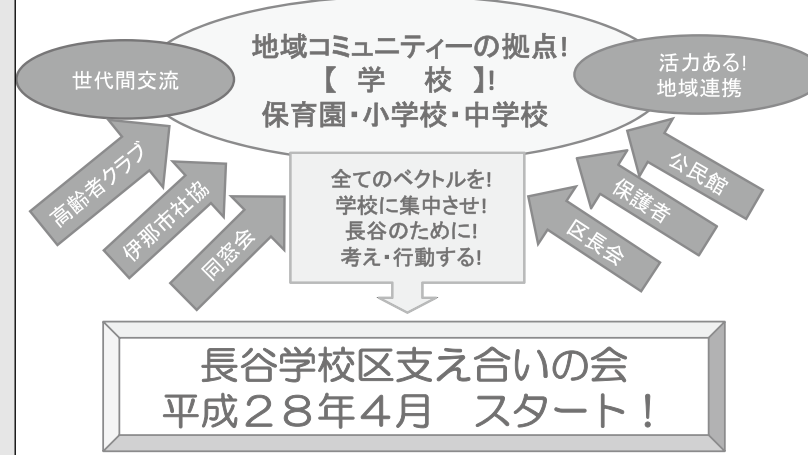 地域コミュニティーの拠点!
【 学 校 】!
保育園・小学校・中学校
世代間交流
活力ある!
地域連携
高齢者クラブ
伊那市社協
同窓会
全てのベクトルを!
学校に集中させ!
長谷のために!
考え・行動する!
公民館
保護者
区長会
長谷学校区支え合いの会
平成28年4月 スタート!